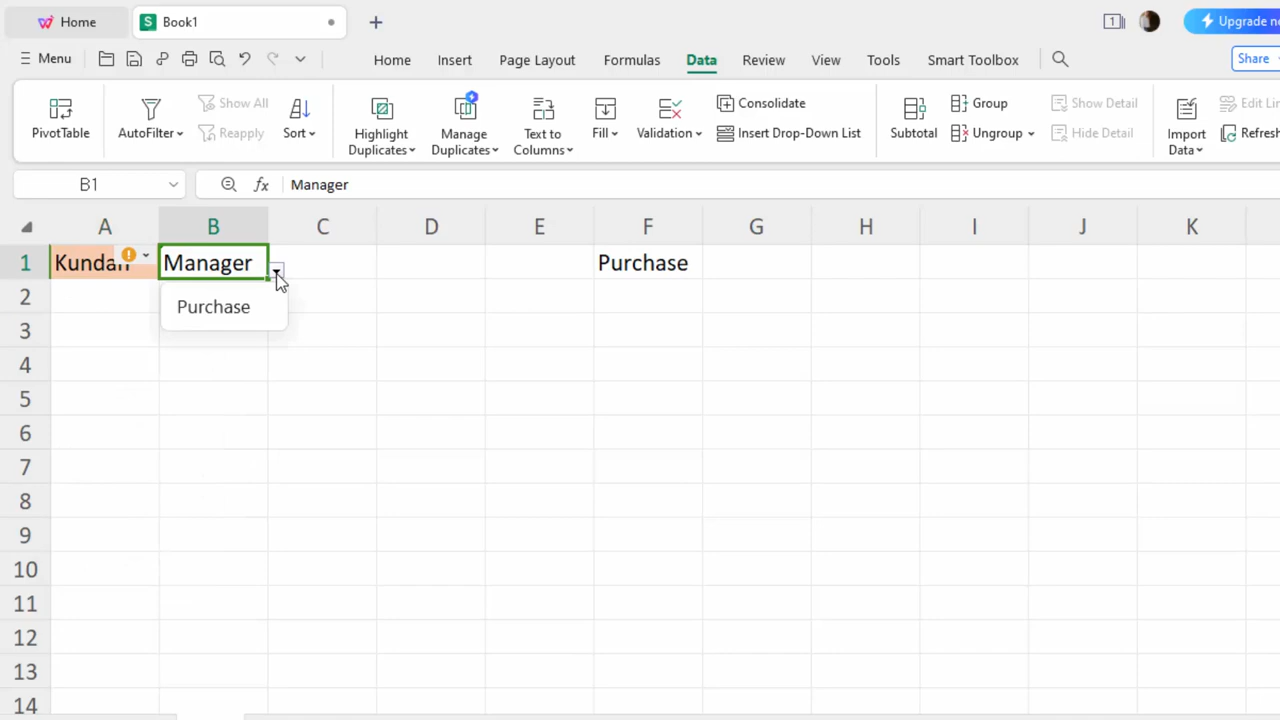 Home
Book1
1
Upgrade
Menu
Home
Insert
Page Layout
Formulas
Data
Review
View
Tools
Smart Toolbox
Share
PivotTable
AutoFilter
Show All
Reapply
Sort
Highlight
Duplicates
Manage
Duplicates
Text to
Columns
Fill
Validation
Consolidate
Insert Drop-Down List
Subtotal
Group
Ungroup
Show Detail
Hide Detail
Import
Data
Edit
Refresh
B1
fx
Manager
A B C D E F G H I J K
1 Kundan Manager Purchase
2
Purchase
3
4
5
6
7
8
9
10
11
12
13
14